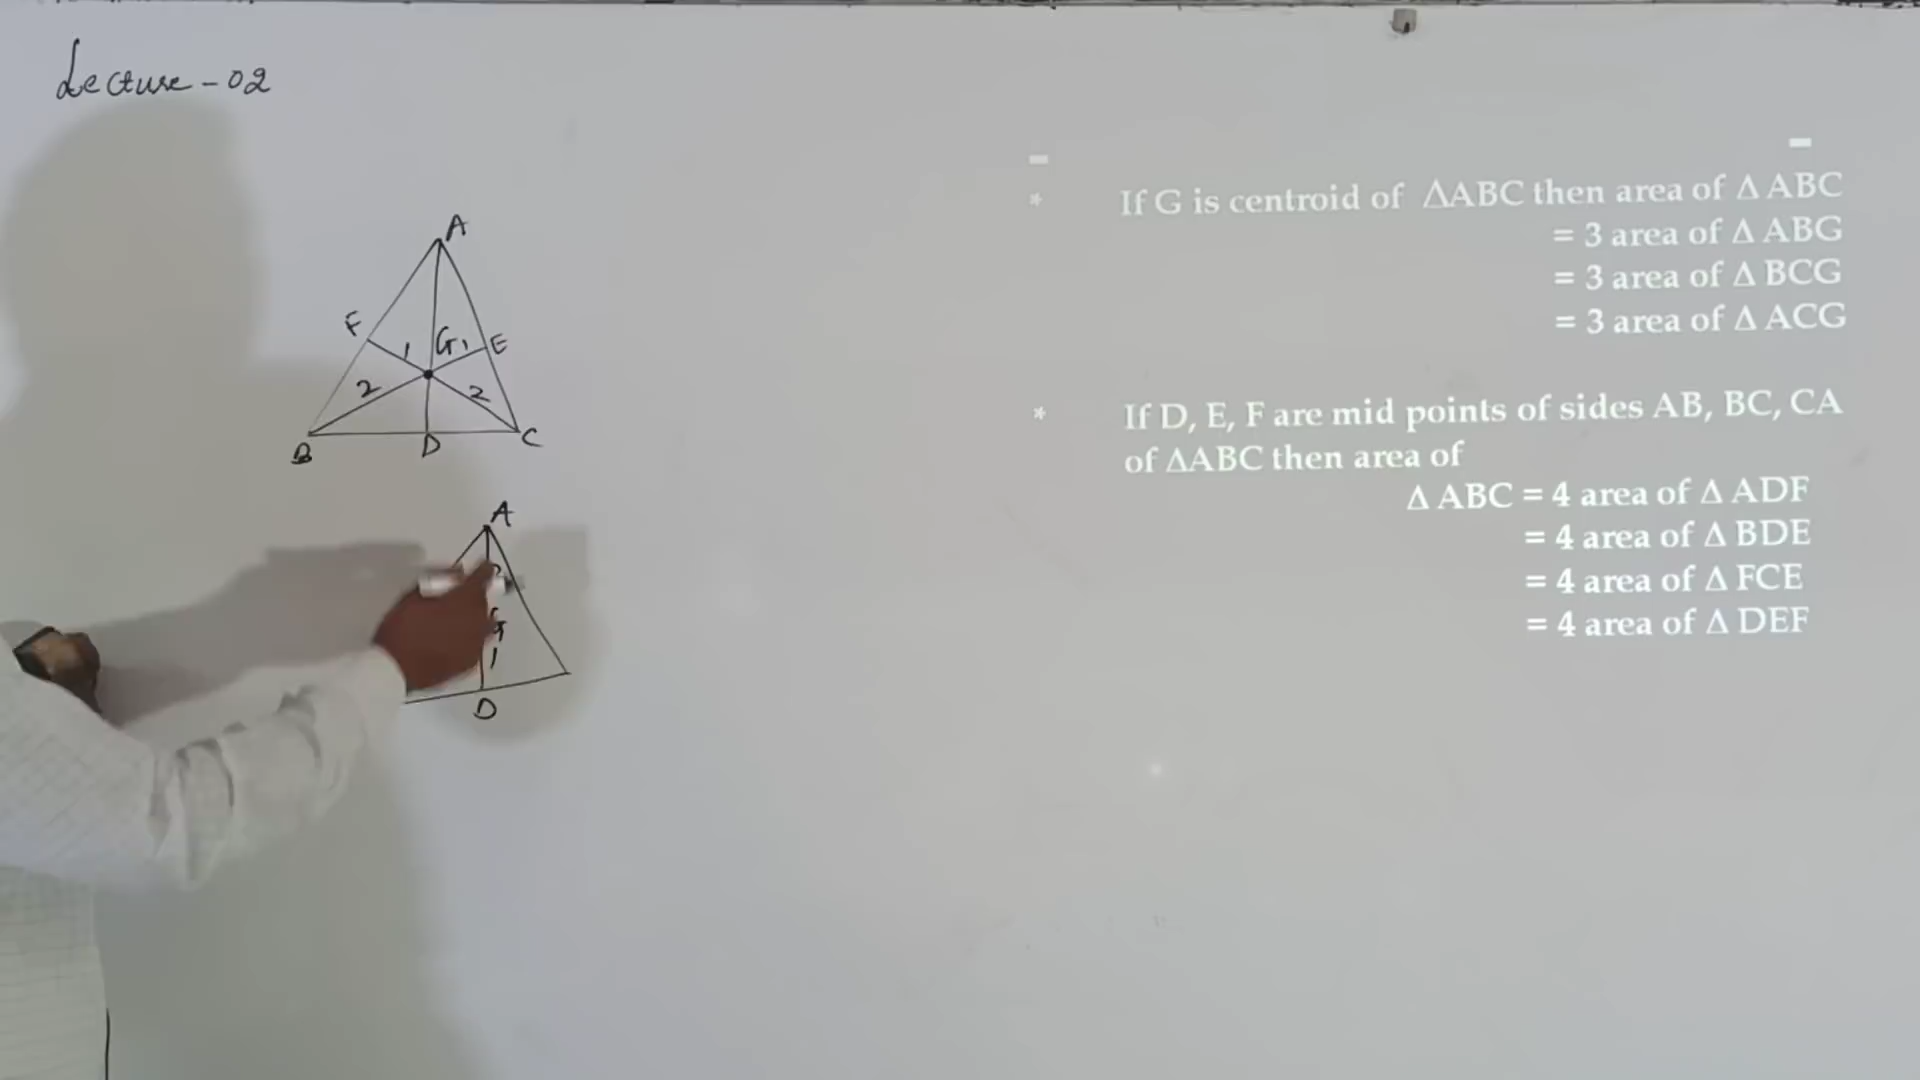 Lecture - 02
A
F
G
E
1
1
2
2
B
D
C
A
G
1
D
* If G is centroid of ΔABC then area of Δ ABC
= 3 area of Δ ABG
= 3 area of Δ BCG
= 3 area of Δ ACG
* If D, E, F are mid points of sides AB, BC, CA
of ΔABC then area of
Δ ABC = 4 area of Δ ADF
= 4 area of Δ BDE
= 4 area of Δ FCE
= 4 area of Δ DEF